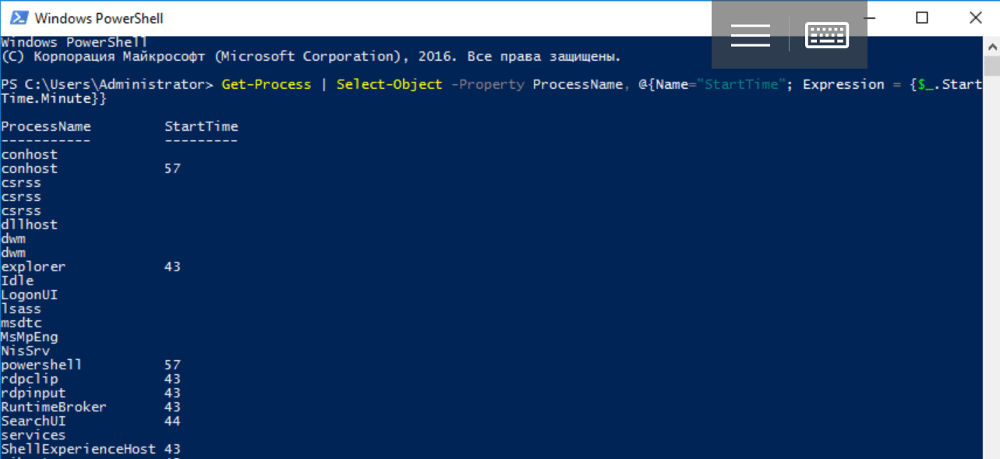 Windows PowerShell
Windows PowerShell
(C) Корпорация Майкрософт (Microsoft Corporation), 2016. Все права защищены.
PS C:\Users\Administrator> Get-Process | Select-Object -Property ProcessName, @{Name="StartTime"; Expression = {$_.Start
Time.Minute}}
ProcessName StartTime
----------- ---------
conhost
conhost 57
csrss
csrss
csrss
dllhost
dwm
dwm
explorer 43
Idle
LogonUI
lsass
msdtc
MsMpEng
NisSrv
powershell 57
rdpclip 43
rdpinput 43
RuntimeBroker 43
SearchUI 44
services
ShellExperienceHost 43